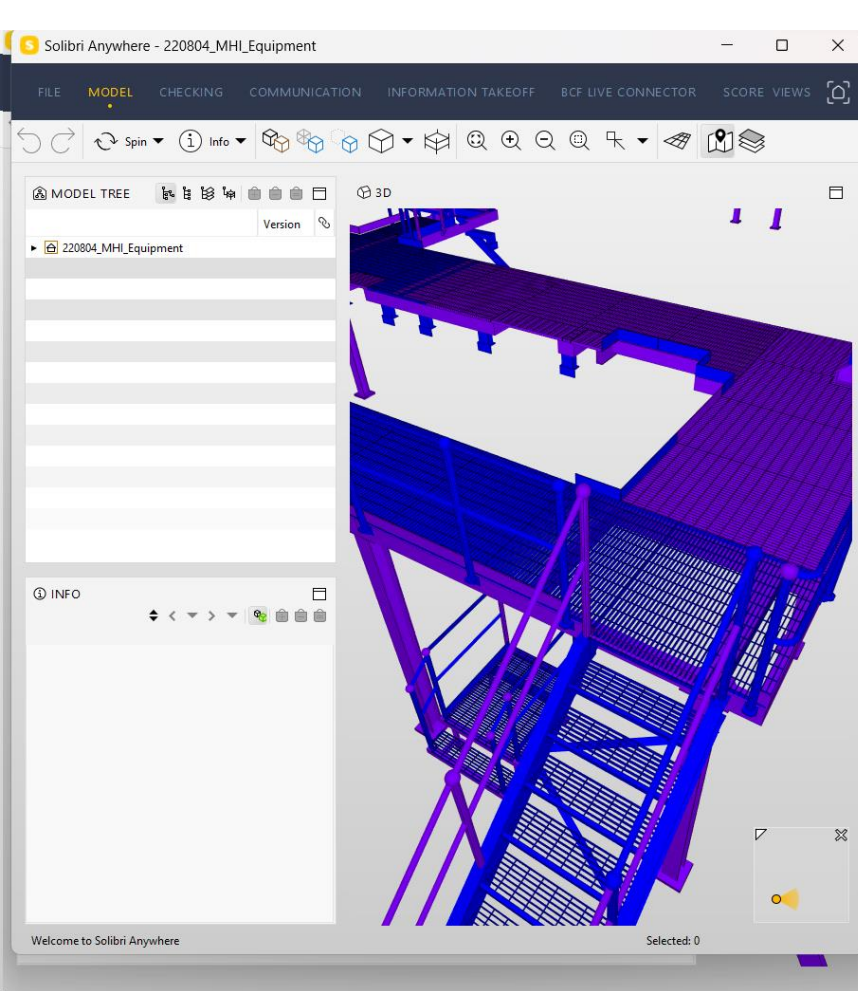 Solibri Anywhere - 220804_MHI_Equipment
FILE MODEL CHECKING COMMUNICATION INFORMATION TAKEOFF BCF LIVE CONNECTOR SCORE VIEWS
Spin Info
MODEL TREE
3D
Version
220804_MHI_Equipment
INFO
Welcome to Solibri Anywhere
Selected: 0